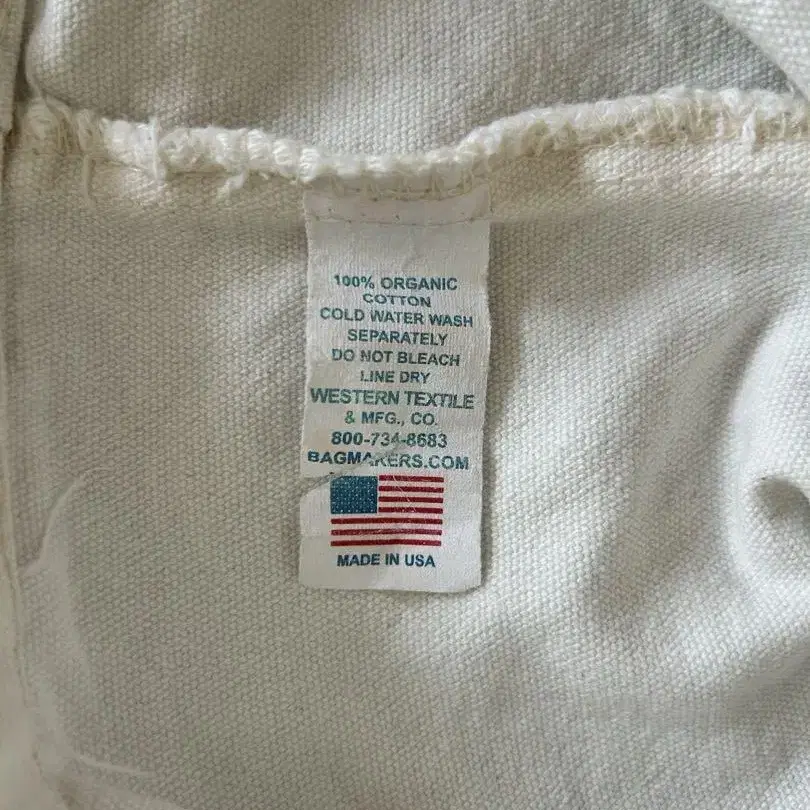 100% ORGANIC
COTTON
COLD WATER WASH
SEPARATELY
DO NOT BLEACH
LINE DRY
WESTERN TEXTILE
& MFG., CO.
800-734-8683
BAGMAKERS.COM
MADE IN USA